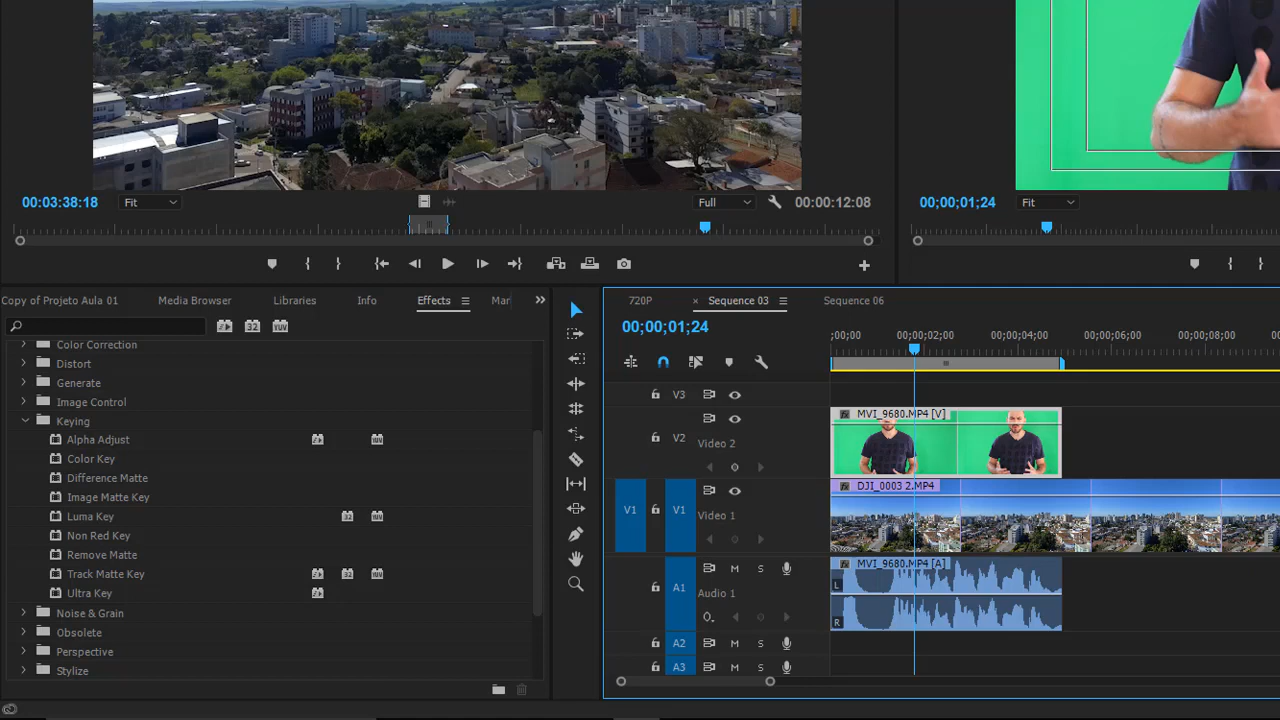 00:03:38:18
Fit
Full
00:00:12:08
00;00;01;24
Fit
Copy of Projeto Aula 01
Media Browser
Libraries
Info
Effects
Mar
32
YUV
Color Correction
Distort
Generate
Image Control
Keying
Alpha Adjust
Color Key
Difference Matte
Image Matte Key
Luma Key
Non Red Key
Remove Matte
Track Matte Key
Ultra Key
Noise & Grain
Obsolete
Perspective
Stylize
720P
× Sequence 03
Sequence 06
00;00;01;24
:00;00
00;00;02;00
00;00;04;00
00;00;06;00
00;00;08;00
V3
V2
Video 2
MVI_9680.MP4 [V]
V1
V1
Video 1
DJI_0003 2.MP4
A1
M
S
Audio 1
MVI_9680.MP4 [A]
L
R
A2
M
S
A3
M
S